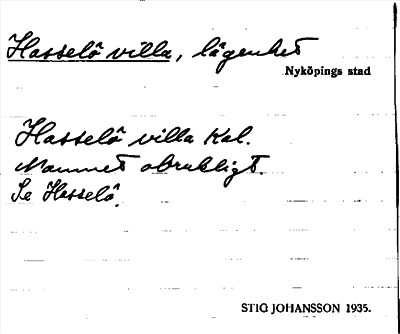 Hasselö villa, lägenhet
Nyköpings stad
Hasselö villa Kal.
Namnet obrukligt.
Se Hasselö.
STIG JOHANSSON 1935.